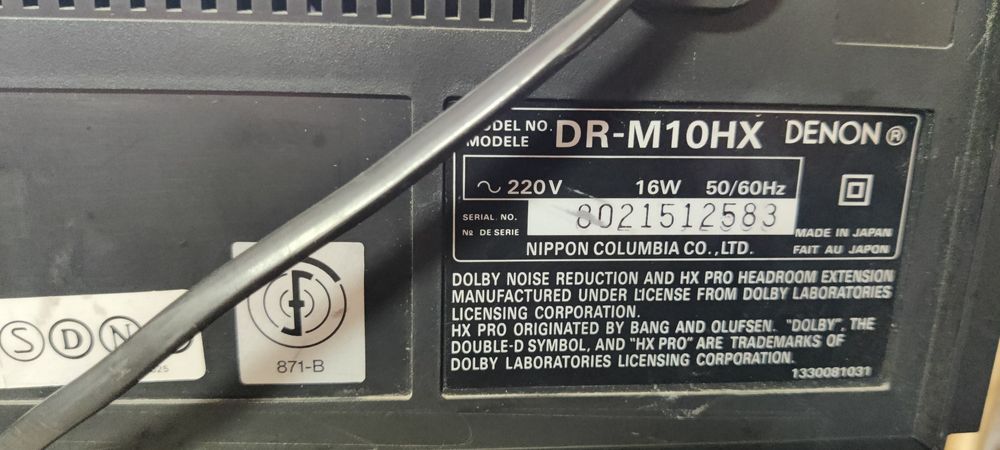 MODEL NO. DR-M10HX DENON®
MODELE
~ 220V 16W 50/60Hz
SERIAL. NO. 8021512583
Nº DE SERIE
MADE IN JAPAN
NIPPON COLUMBIA CO.,LTD. FAIT AU JAPON
DOLBY NOISE REDUCTION AND HX PRO HEADROOM EXTENSION
MANUFACTURED UNDER LICENSE FROM DOLBY LABORATORIES
LICENSING CORPORATION.
HX PRO ORIGINATED BY BANG AND OLUFSEN. "DOLBY", THE
DOUBLE-D SYMBOL, AND "HX PRO" ARE TRADEMARKS OF
DOLBY LABORATORIES LICENSING CORPORATION.
1330081031
S D N
F
871-B